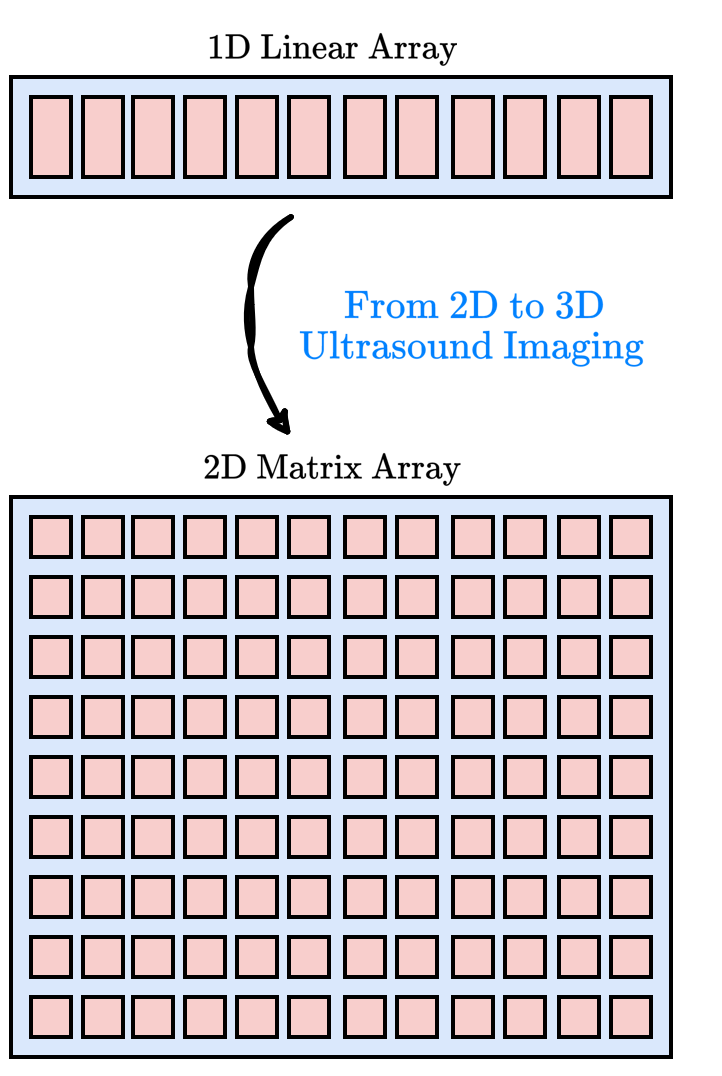 1D Linear Array
From 2D to 3D
Ultrasound Imaging
2D Matrix Array